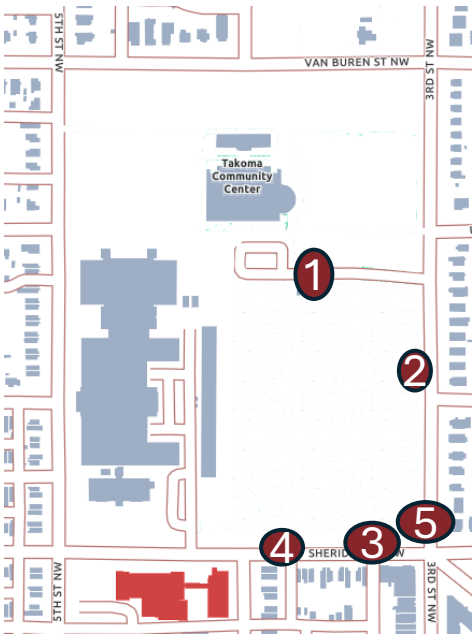 5TH ST NW
VAN BUREN ST NW
3RD ST NW
Takoma
Community
Center
1
2
5
4
SHERID
3
W
5TH ST NW
3RD ST NW